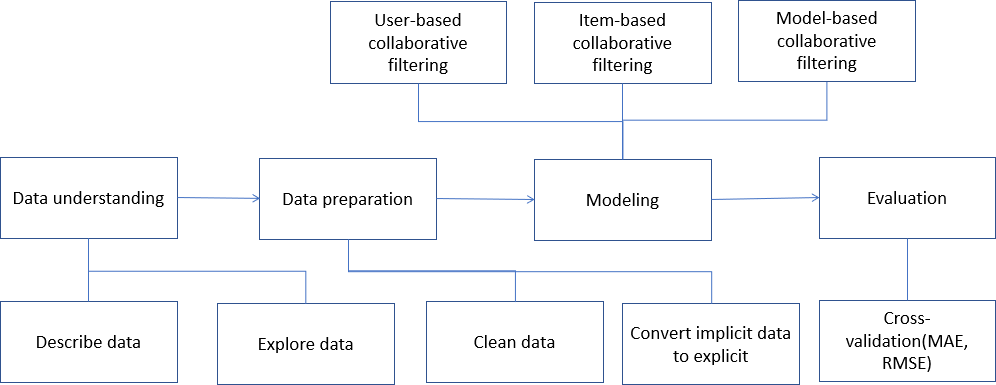 User-based
collaborative
filtering
Item-based
collaborative
filtering
Model-based
collaborative
filtering
Data understanding
Data preparation
Modeling
Evaluation
Describe data
Explore data
Clean data
Convert implicit data
to explicit
Cross-
validation(MAE,
RMSE)